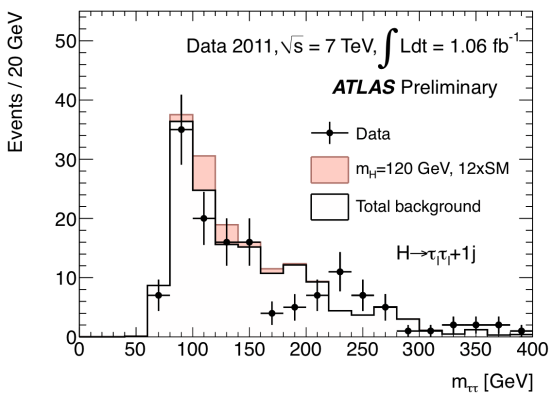 Events / 20 GeV
50
40
30
20
10
0
Data 2011, √s = 7 TeV, ∫ Ldt = 1.06 fb⁻¹
ATLAS Preliminary
Data
m_H=120 GeV, 12xSM
Total background
H→τ_lτ_l+1j
0 50 100 150 200 250 300 350 400
m_ττ [GeV]